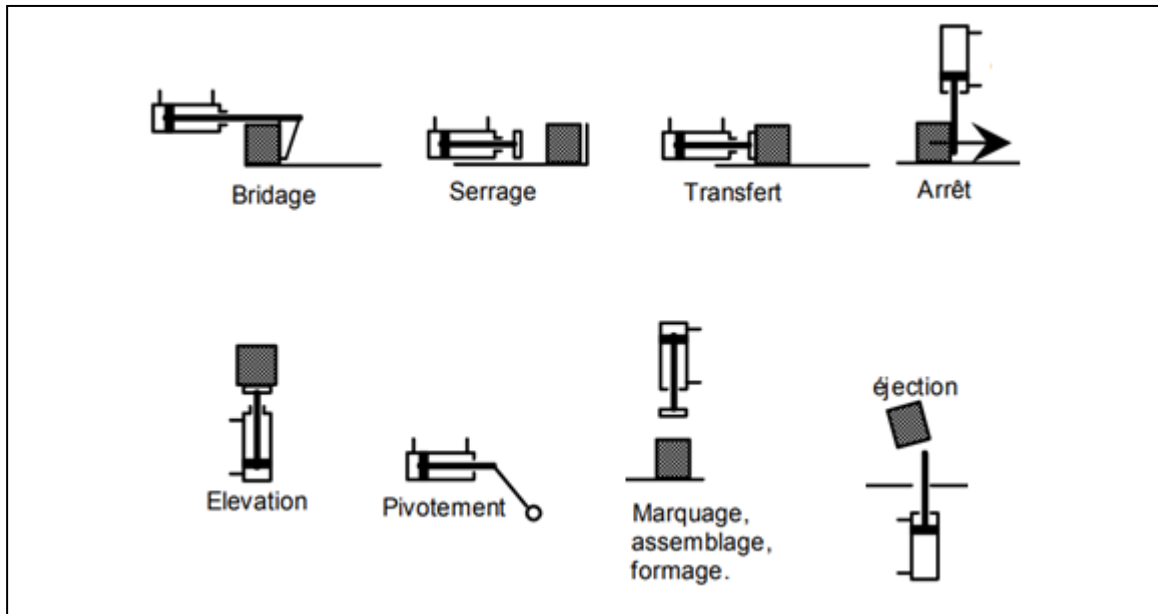 Bridage
Serrage
Transfert
Arrêt
éjection
Elevation
Pivotement
Marquage,
assemblage,
formage.